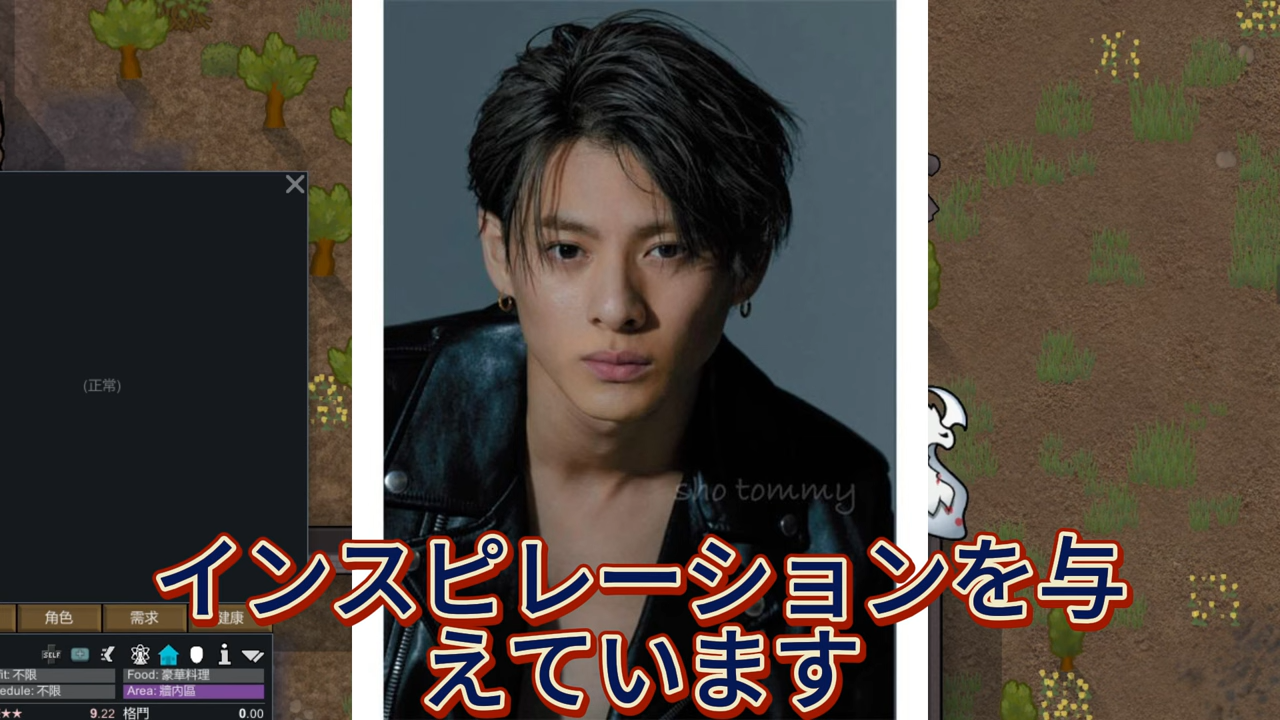 (正常)
sho tommy
インスピレーションを与
えています
角色
需求
健康
SELF
不限
Food: 豪華料理
edule: 不限
Area: 牆內區
9.22
格鬥
0.00